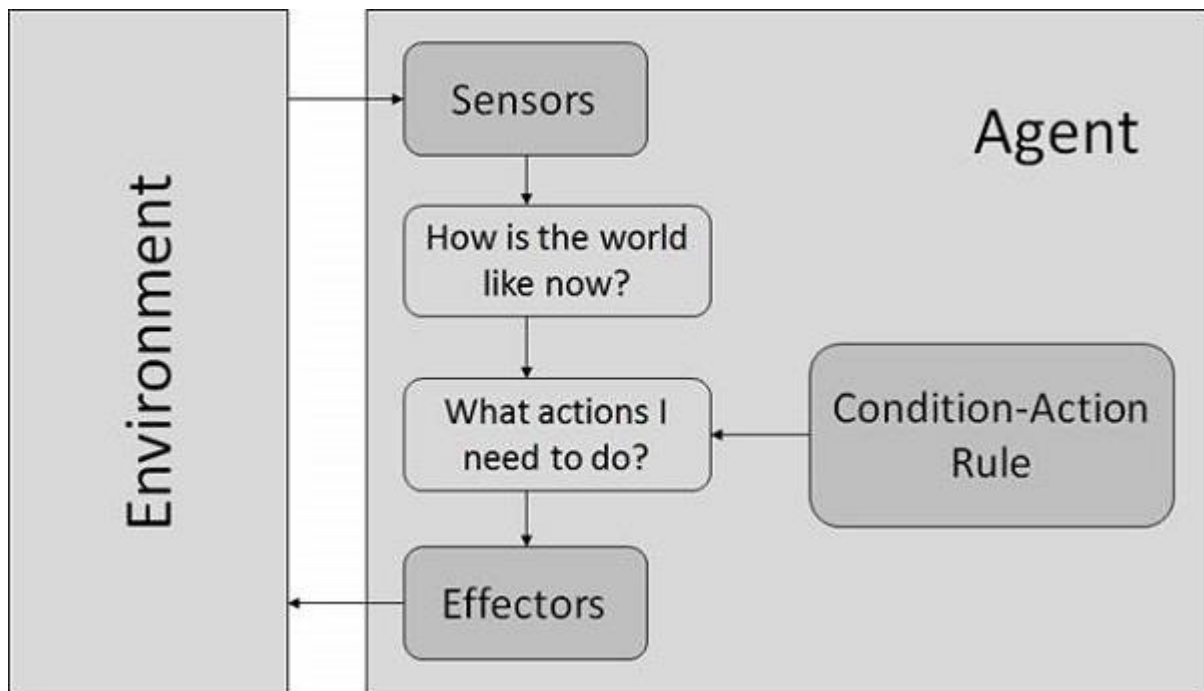 Environment
Agent
Sensors
How is the world
like now?
What actions I
need to do?
Condition-Action
Rule
Effectors